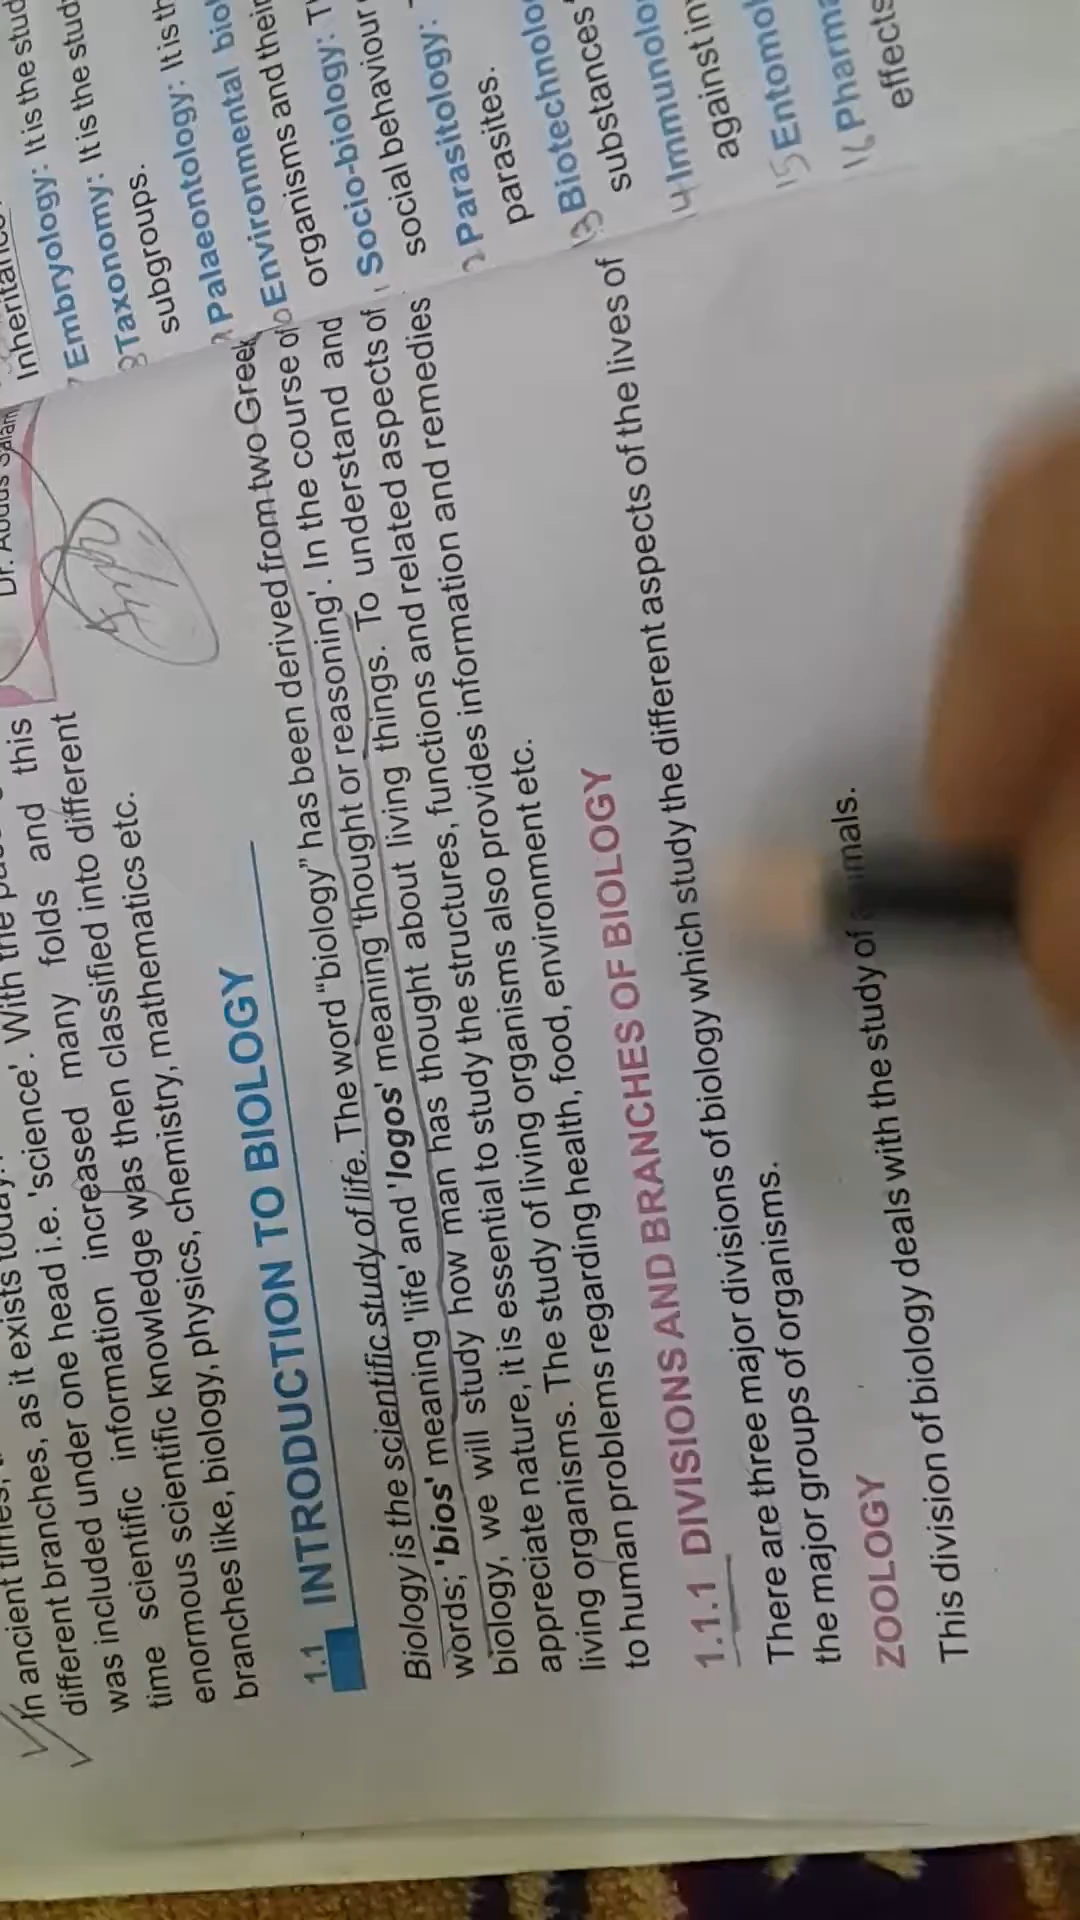 In ancient times, as it exists today.
different branches, as it exists today. With the
was included under one head i.e. 'science'. With the
time scientific information increased many folds and this
enormous scientific knowledge was then classified into different
branches like, biology, physics, chemistry, mathematics etc.
1.1 INTRODUCTION TO BIOLOGY
Biology is the scientific study of life. The word "biology" has been derived from two Greek
words; 'bios' meaning 'life' and 'logos' meaning 'thought or reasoning'. In the course of
biology, we will study how man has thought about living things. To understand and
appreciate nature, it is essential to study the structures, functions and related aspects of
living organisms. The study of living organisms also provides information and remedies
to human problems regarding health, food, environment etc.
1.1.1 DIVISIONS AND BRANCHES OF BIOLOGY
There are three major divisions of biology which study the different aspects of the lives of
the major groups of organisms.
ZOOLOGY
This division of biology deals with the study of
Dr. Abdus Salam
Inheritance
7 Embryology: It is the stud
8 Taxonomy: It is the stud
subgroups.
Palaeontology: It is th
Environmental biol
organisms and their
Socio-biology: T
social behaviour
Parasitology:
parasites.
13 Biotechnolo
substances
14 Immunolo
against in
15 Entomol
16 Pharma
effects